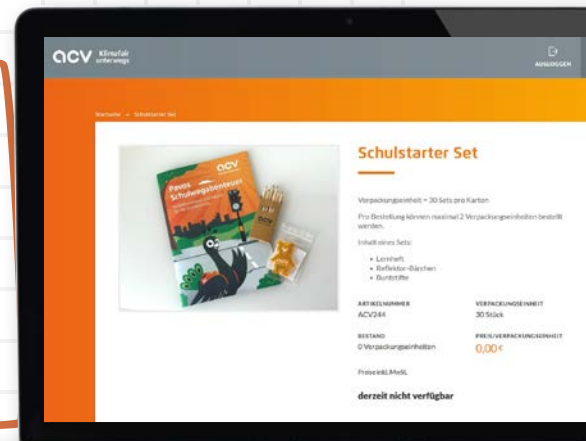 acv Klimafair
unterwegs
AUSLOGGEN
Startseite → Schulstarter Set
Schulstarter Set
acv
Pavos
Schulwegabenteuer
acv
Verpackungseinheit = 30 Sets pro Karton
Pro Bestellung können maximal 2 Verpackungseinheiten bestellt
werden.
Inhalt eines Sets:
• Lernheft
• Reflektor-Bärchen
• Buntstifte
ARTIKELNUMMER VERPACKUNGSEINHEIT
ACV244 30 Stück
BESTAND PREIS/VERPACKUNGSEINHEIT
0 Verpackungseinheiten 0,00 €
Preise inkl. MwSt.
derzeit nicht verfügbar